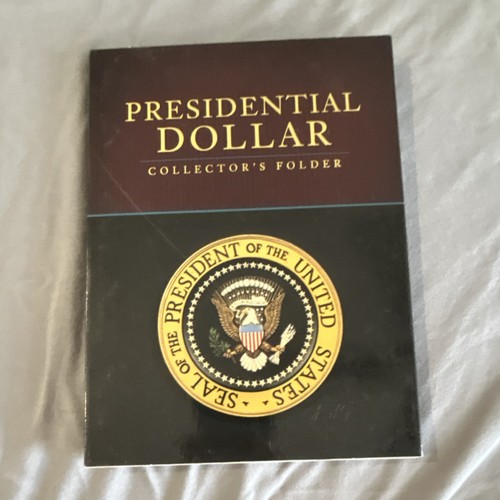 PRESIDENTIAL
DOLLAR
COLLECTOR'S FOLDER
SEAL OF THE PRESIDENT OF THE UNITED STATES